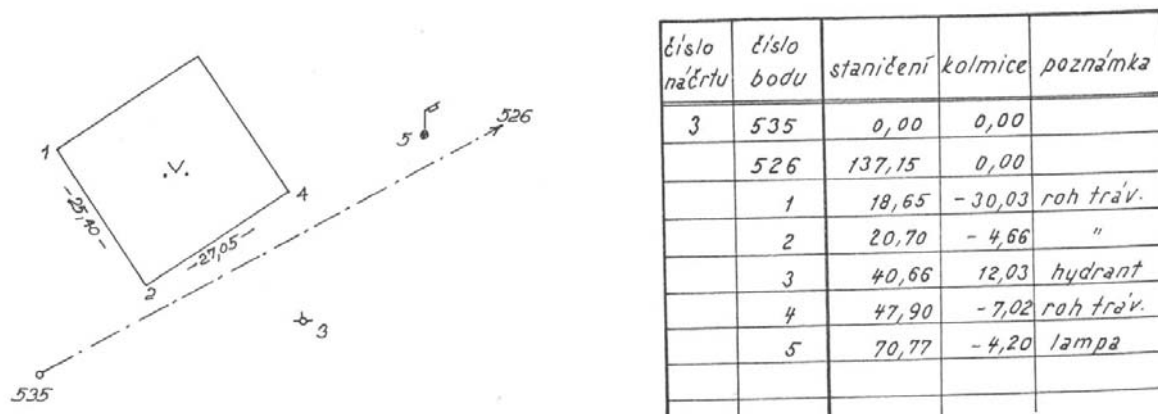 1
.V.
-25,40-
-27,05-
2
4
5
526
3
535
číslo náčrtu číslo bodu staničení kolmice poznámka
3 535 0,00 0,00
526 137,15 0,00
1 18,65 -30,03 roh tráv.
2 20,70 -4,66 "
3 40,66 12,03 hydrant
4 47,90 -7,02 roh tráv.
5 70,77 -4,20 lampa